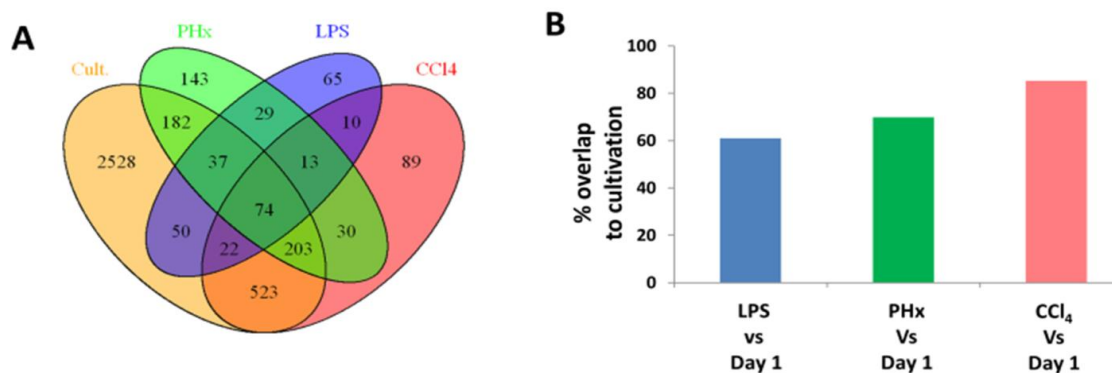 A
PHx
LPS
Cult.
CCl4
143
65
182
29
10
2528
37
13
89
74
50
22
203
30
523
B
% overlap
to cultivation
100
80
60
40
20
0
LPS
vs
Day 1
PHx
Vs
Day 1
CCl₄
Vs
Day 1